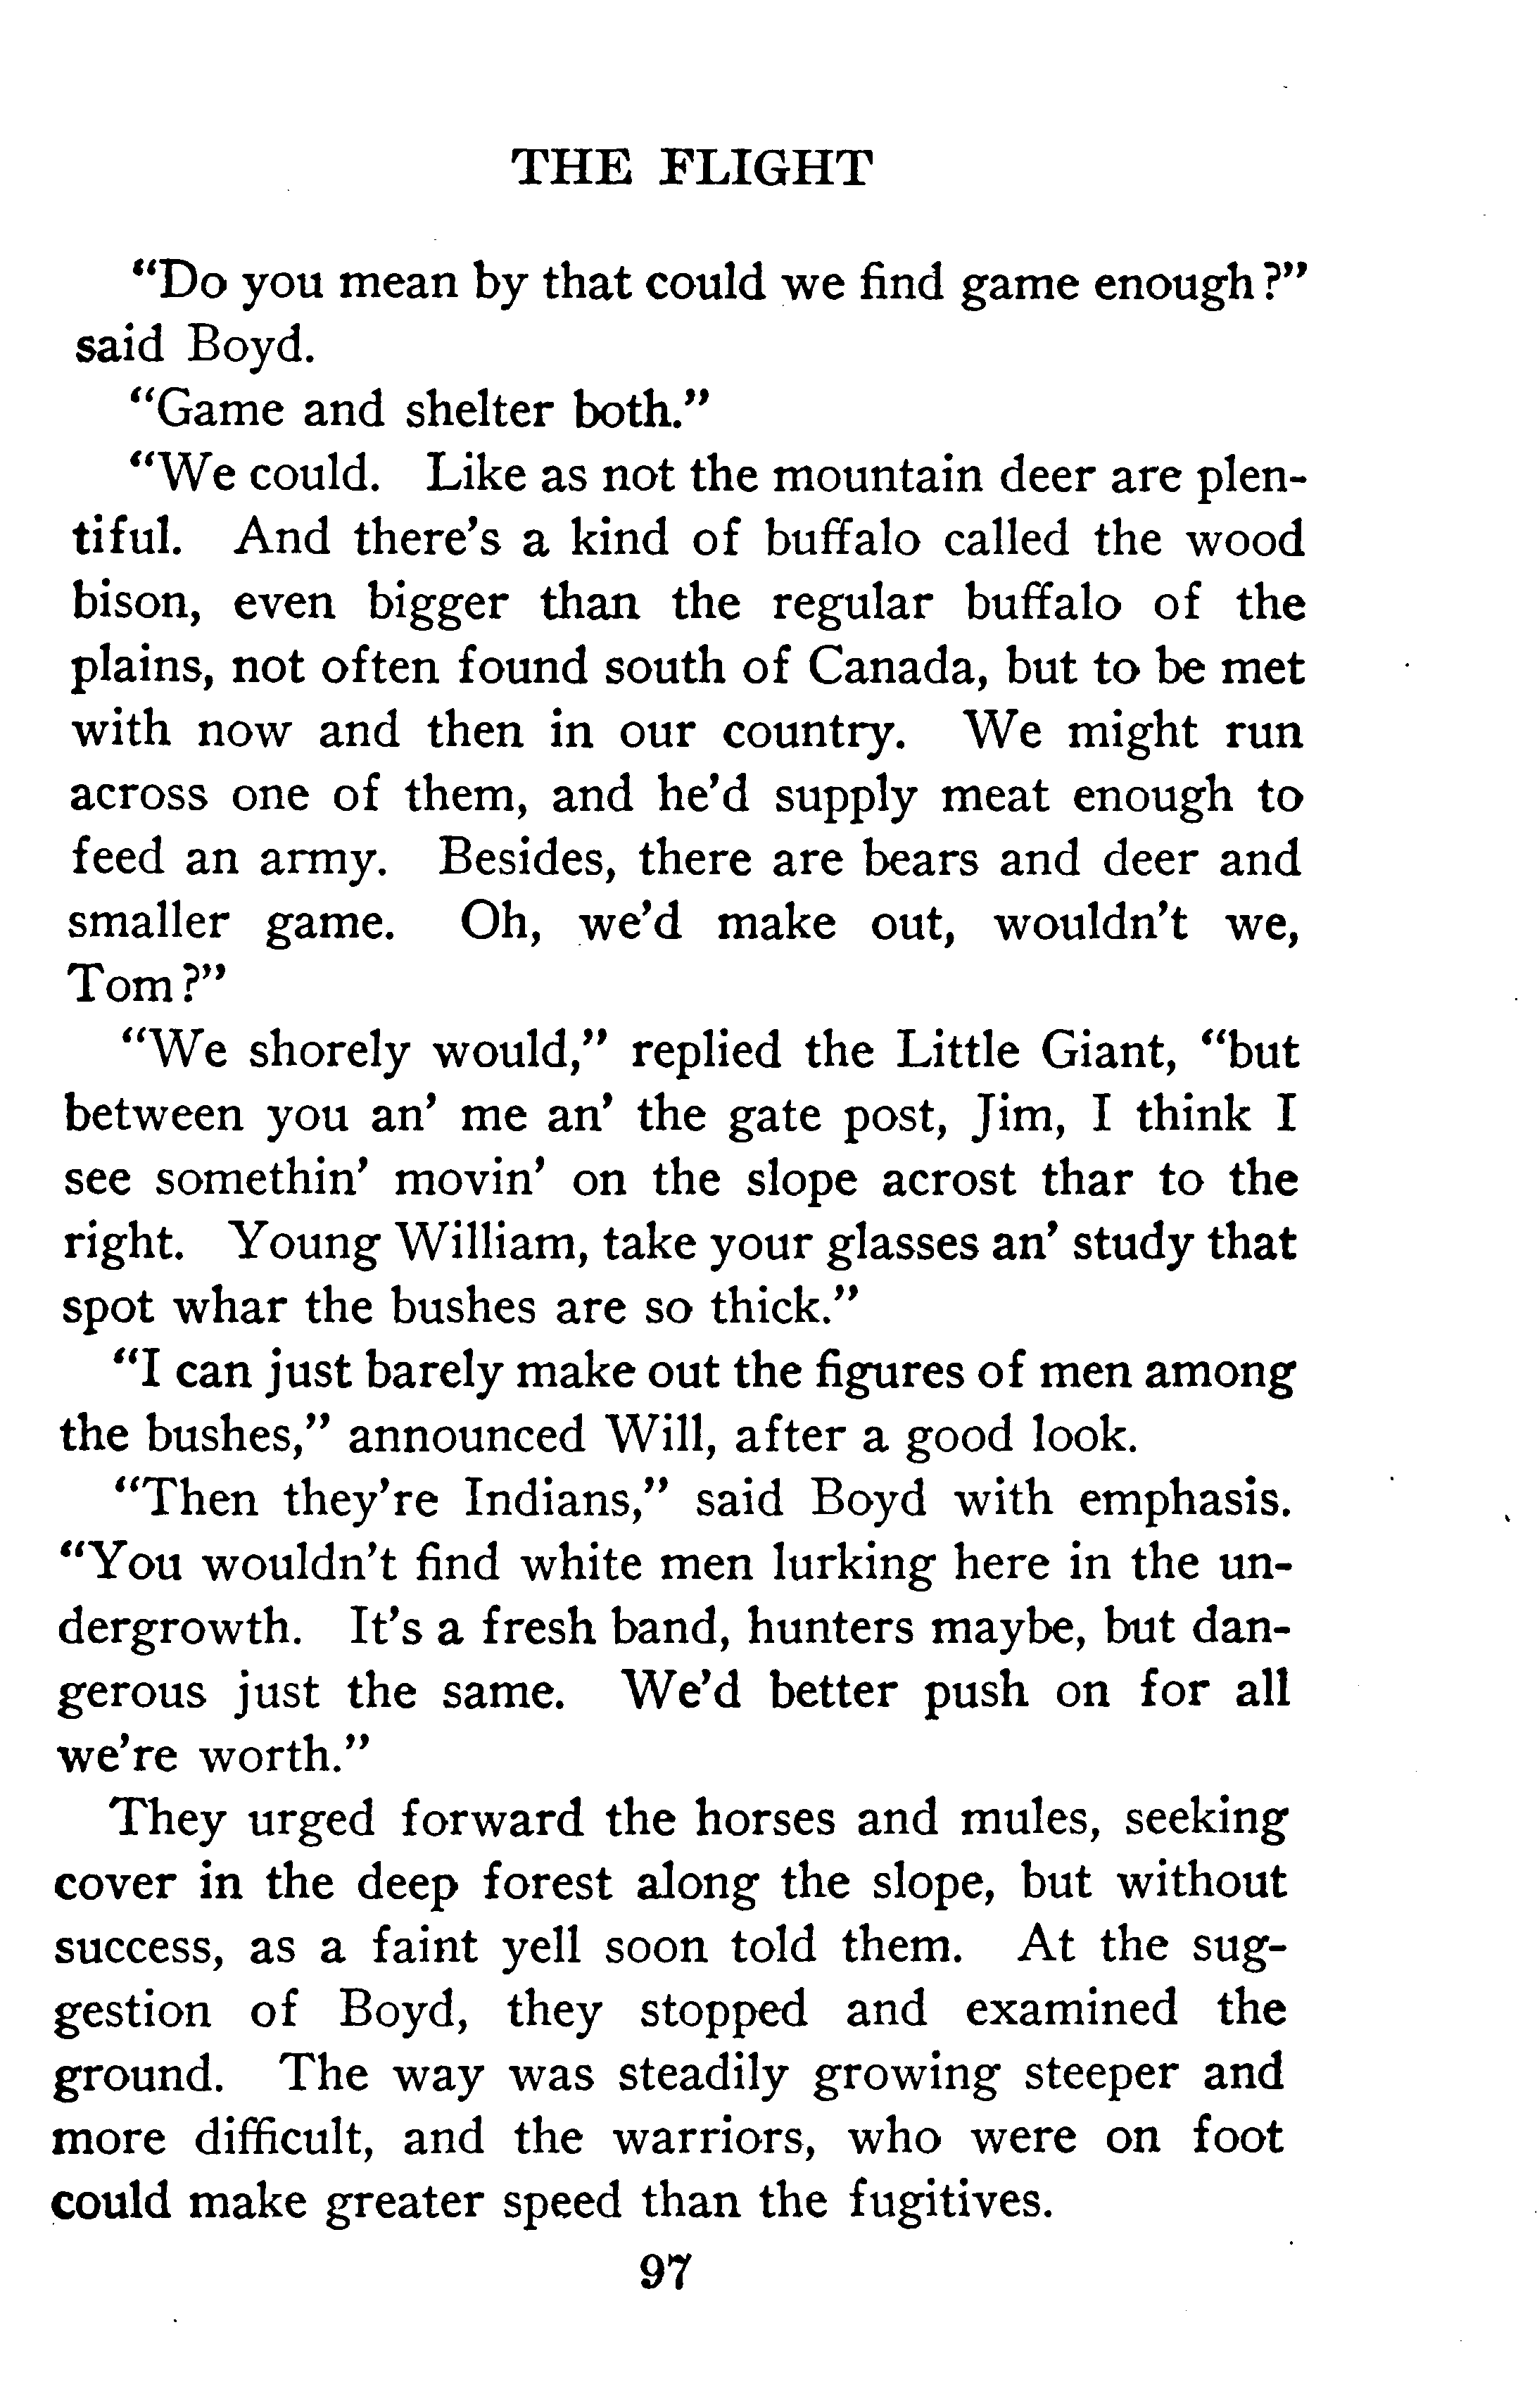 THE FLIGHT
“Do you mean by that could we find game enough?”
said Boyd.
“Game and shelter both.”
“We could. Like as not the mountain deer are plen-
tiful. And there’s a kind of buffalo called the wood
bison, even bigger than the regular buffalo of the
plains, not often found south of Canada, but to be met
with now and then in our country. We might run
across one of them, and he’d supply meat enough to
feed an army. Besides, there are bears and deer and
smaller game. Oh, we’d make out, wouldn’t we,
Tom?”
“We shorely would,” replied the Little Giant, “but
between you an’ me an’ the gate post, Jim, I think I
see somethin’ movin’ on the slope acrost thar to the
right. Young William, take your glasses an’ study that
spot whar the bushes are so thick.”
“I can just barely make out the figures of men among
the bushes,” announced Will, after a good look.
“Then they’re Indians,” said Boyd with emphasis.
“You wouldn’t find white men lurking here in the un-
dergrowth. It’s a fresh band, hunters maybe, but dan-
gerous just the same. We’d better push on for all
we’re worth.”
They urged forward the horses and mules, seeking
cover in the deep forest along the slope, but without
success, as a faint yell soon told them. At the sug-
gestion of Boyd, they stopped and examined the
ground. The way was steadily growing steeper and
more difficult, and the warriors, who were on foot
could make greater speed than the fugitives.
97